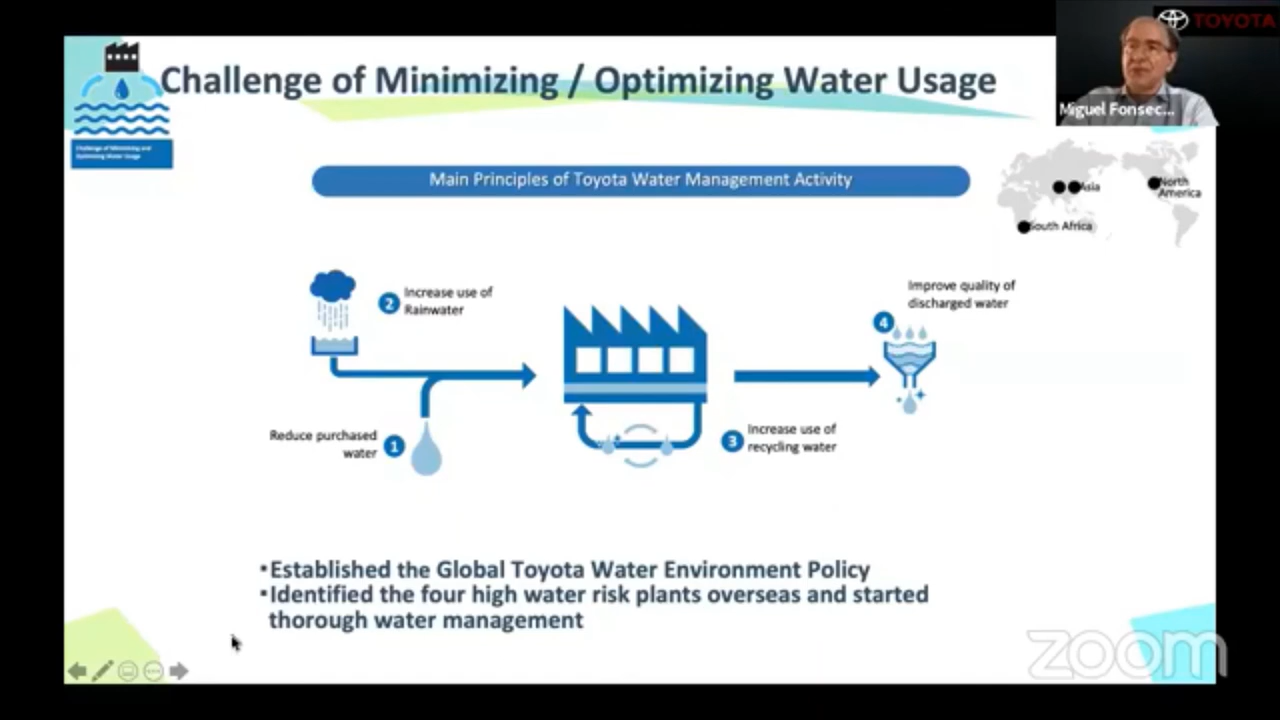 TOYOTA
Challenge of Minimizing / Optimizing Water Usage
Miguel Fonsec...
Challenge of Minimizing and
Optimizing Water Usage
Main Principles of Toyota Water Management Activity
Asia
North
America
South Africa
2
Increase use of
Rainwater
Improve quality of
discharged water
4
Reduce purchased
water
1
3
Increase use of
recycling water
•Established the Global Toyota Water Environment Policy
•Identified the four high water risk plants overseas and started
thorough water management
zoom